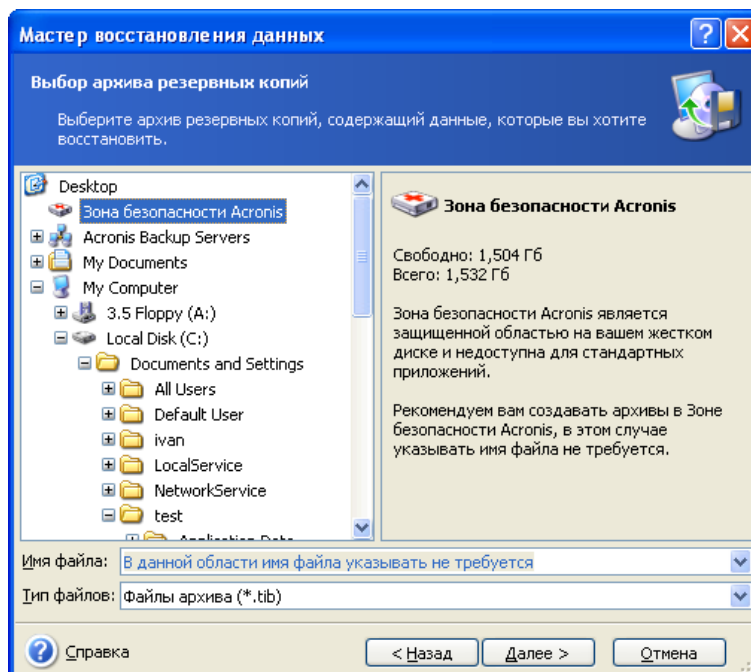 Мастер восстановления данных
Выбор архива резервных копий
Выберите архив резервных копий, содержащий данные, которые вы хотите
восстановить.
Desktop
Зона безопасности Acronis
Acronis Backup Servers
My Documents
My Computer
3.5 Floppy (A:)
Local Disk (C:)
Documents and Settings
All Users
Default User
ivan
LocalService
NetworkService
test
Application Data
Зона безопасности Acronis
Свободно: 1,504 Гб
Всего: 1,532 Гб
Зона безопасности Acronis является
защищенной областью на вашем жестком
диске и недоступна для стандартных
приложений.
Рекомендуем вам создавать архивы в Зоне
безопасности Acronis, в этом случае
указывать имя файла не требуется.
Имя файла: В данной области имя файла указывать не требуется
Тип файлов: Файлы архива (*.tib)
Справка
< Назад
Далее >
Отмена